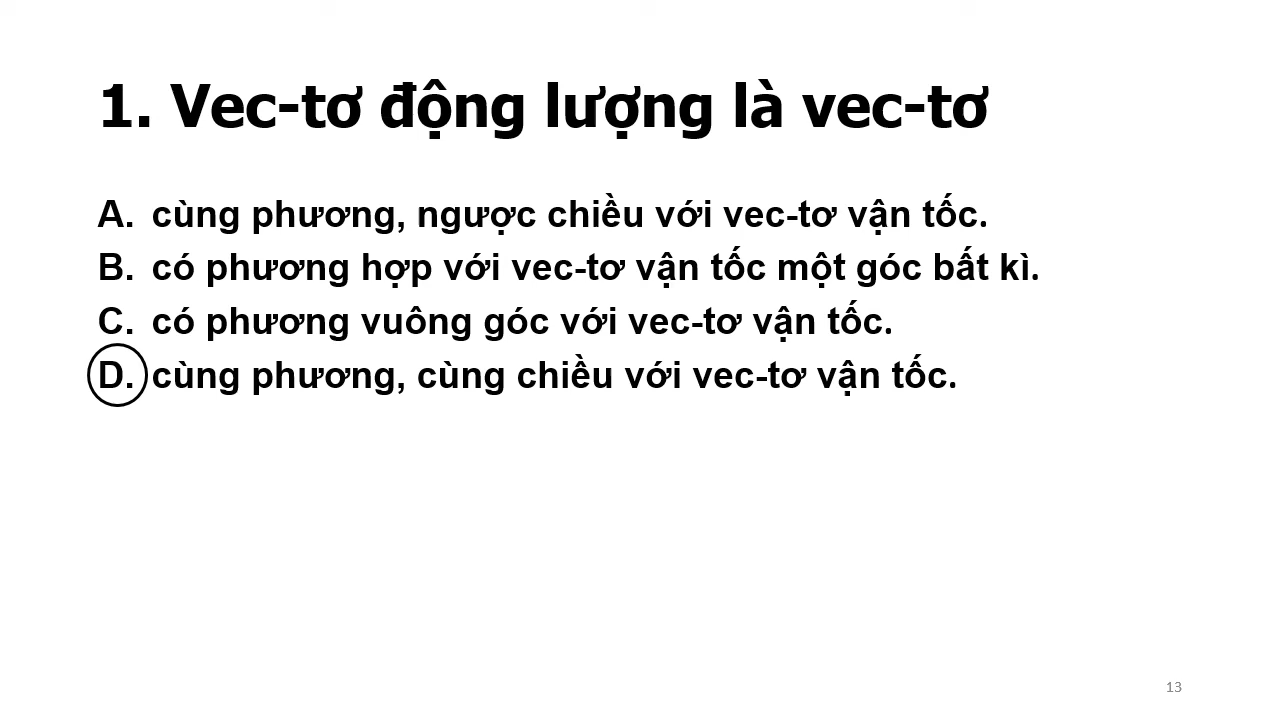 1. Vec-tơ động lượng là vec-tơ
A. cùng phương, ngược chiều với vec-tơ vận tốc.
B. có phương hợp với vec-tơ vận tốc một góc bất kì.
C. có phương vuông góc với vec-tơ vận tốc.
D. cùng phương, cùng chiều với vec-tơ vận tốc.
13